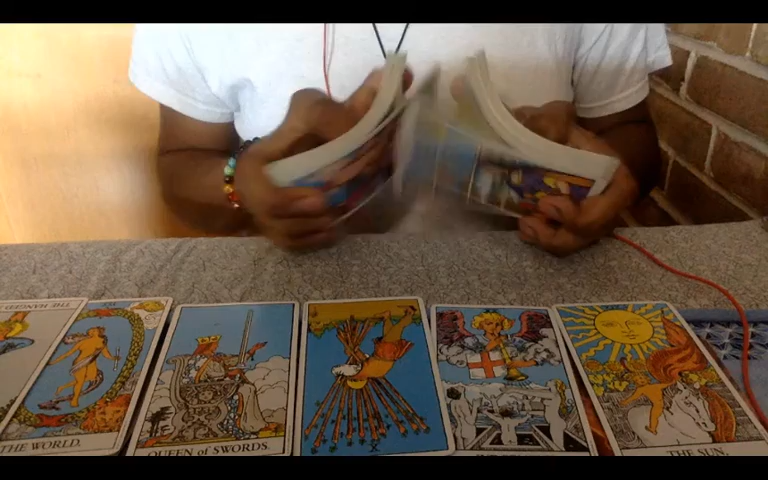 THE HANGED
THE WORLD.
QUEEN of SWORDS.
X
THE SUN.